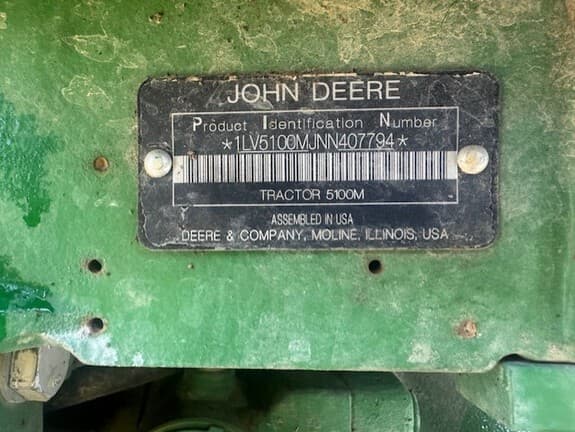 JOHN DEERE
Product Identification Number
*1LV5100MJNN407794*
TRACTOR 5100M
ASSEMBLED IN USA
DEERE & COMPANY, MOLINE, ILLINOIS, USA